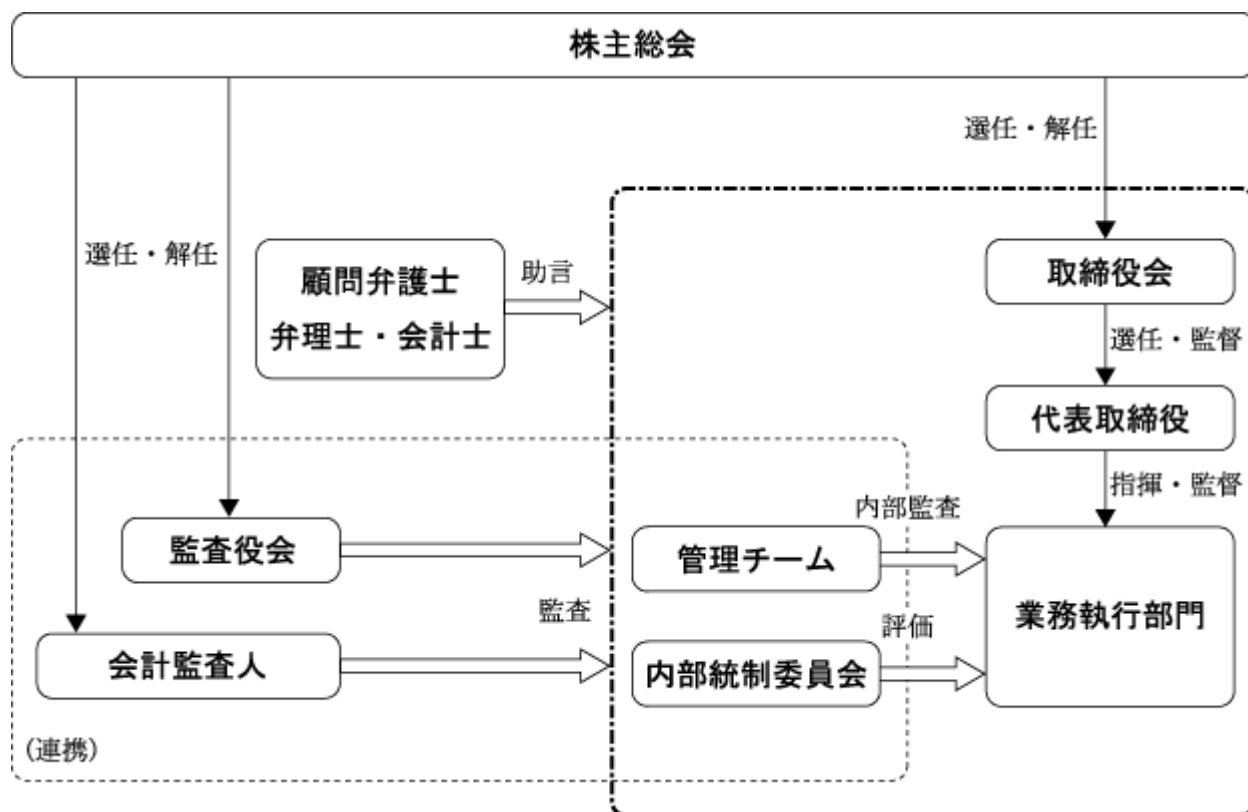 株主総会
選任・解任
選任・解任
顧問弁護士
弁理士・会計士
助言
取締役会
選任・監督
代表取締役
指揮・監督
監査役会
内部監査
管理チーム
業務執行部門
監査
会計監査人
評価
内部統制委員会
(連携)